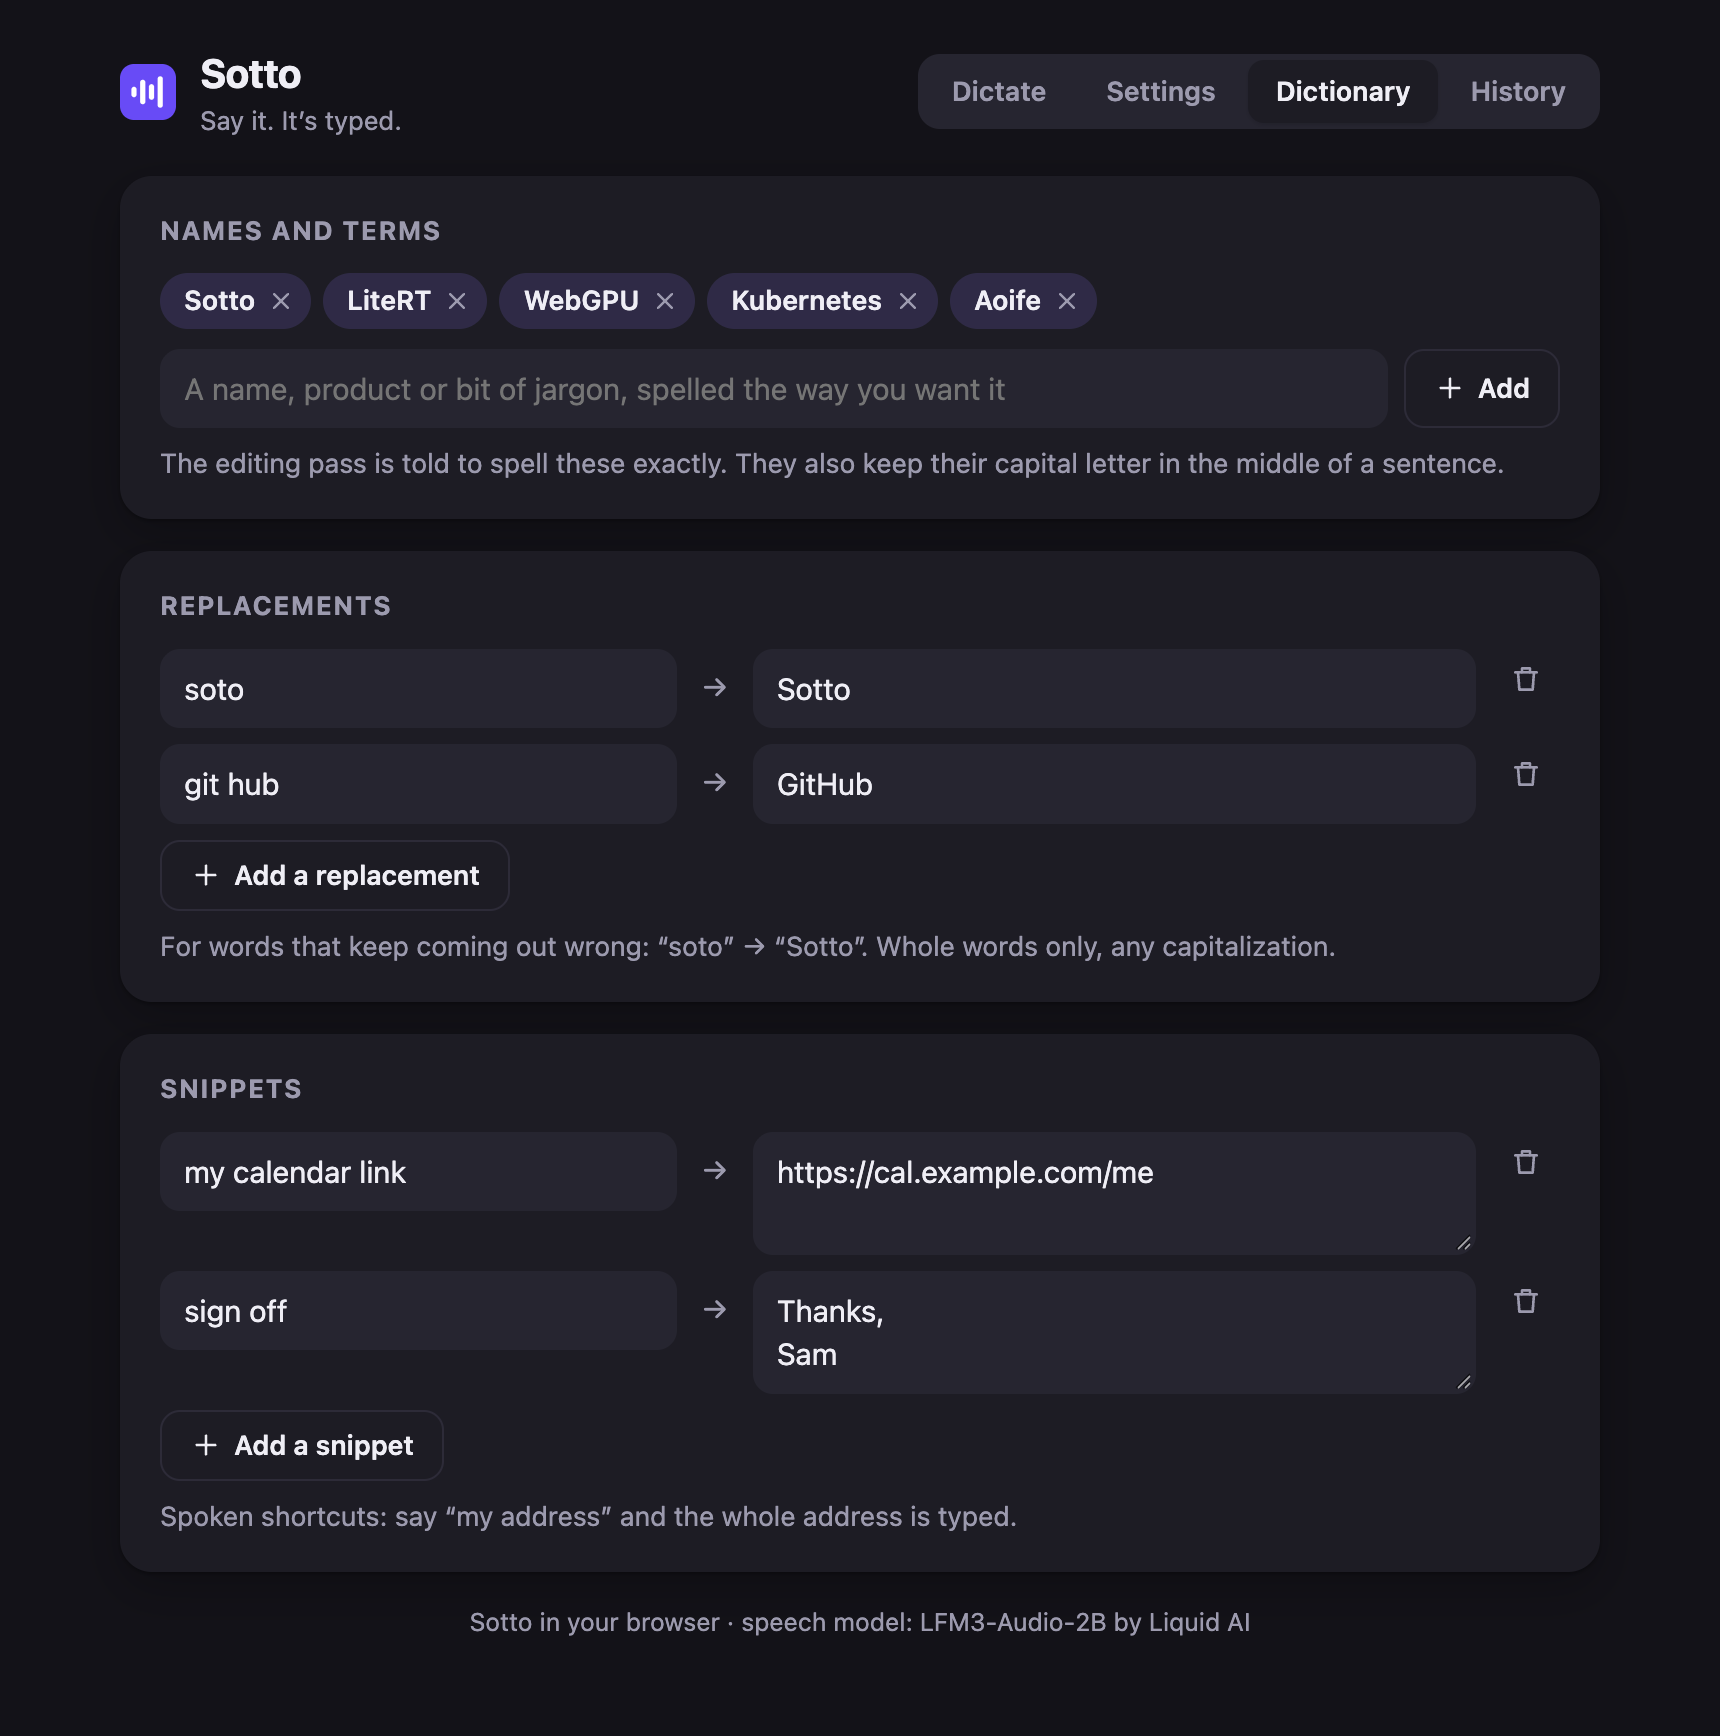 Sotto
Say it. It’s typed.
Dictate Settings Dictionary History
NAMES AND TERMS
Sotto × LiteRT × WebGPU × Kubernetes × Aoife ×
A name, product or bit of jargon, spelled the way you want it
+ Add
The editing pass is told to spell these exactly. They also keep their capital letter in the middle of a sentence.
REPLACEMENTS
soto → Sotto
git hub → GitHub
+ Add a replacement
For words that keep coming out wrong: “soto” → “Sotto”. Whole words only, any capitalization.
SNIPPETS
my calendar link → https://cal.example.com/me
sign off → Thanks,
Sam
+ Add a snippet
Spoken shortcuts: say “my address” and the whole address is typed.
Sotto in your browser · speech model: LFM3-Audio-2B by Liquid AI